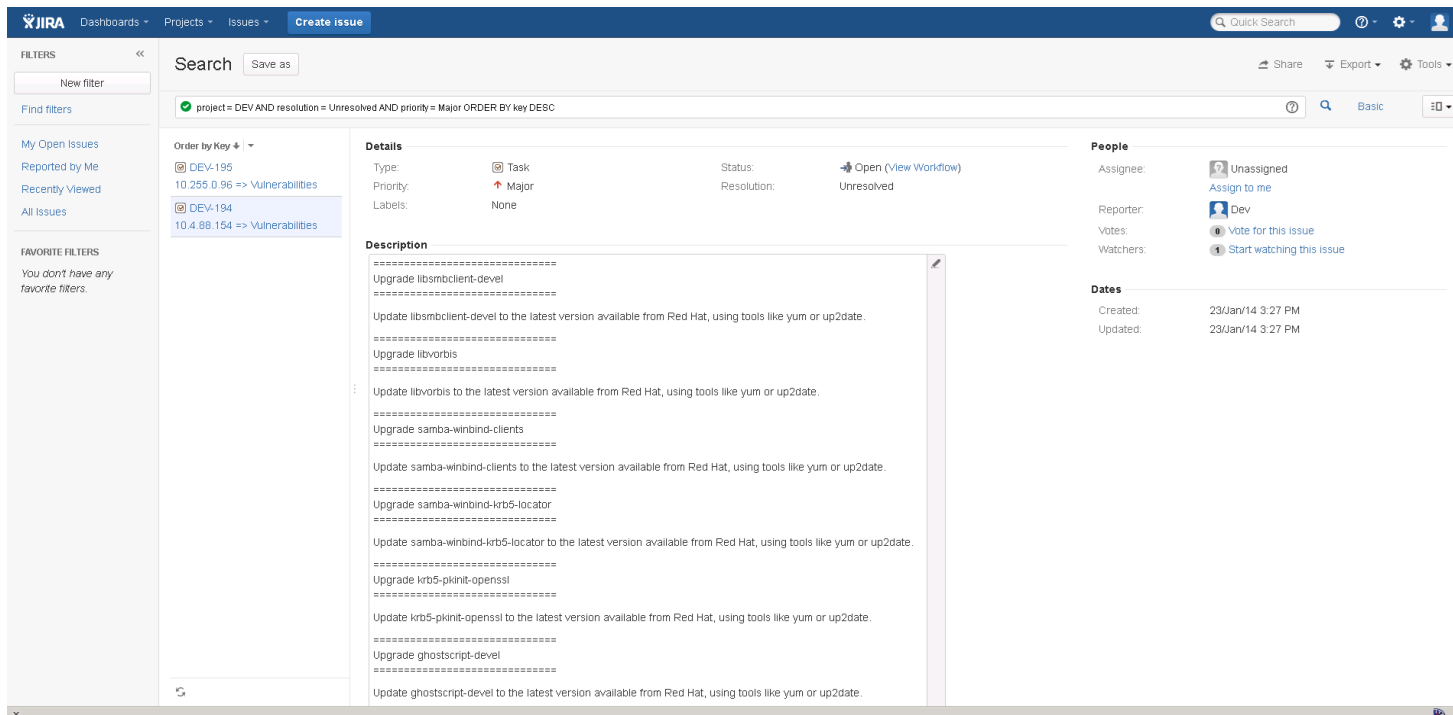 JIRA Dashboards Projects Issues Create issue Quick Search
FILTERS
New filter
Find filters
My Open Issues
Reported by Me
Recently Viewed
All Issues
FAVORITE FILTERS
You don't have any
favorite filters.
Search Save as Share Export Tools
project = DEV AND resolution = Unresolved AND priority = Major ORDER BY key DESC Basic
Order by Key
DEV-195
10.255.0.96 => Vulnerabilities
DEV-194
10.4.88.154 => Vulnerabilities
Details
Type: Task Status: Open (View Workflow)
Priority: Major Resolution: Unresolved
Labels: None
Description
==============================
Upgrade libsmbclient-devel
==============================
Update libsmbclient-devel to the latest version available from Red Hat, using tools like yum or up2date.
==============================
Upgrade libvorbis
==============================
Update libvorbis to the latest version available from Red Hat, using tools like yum or up2date.
==============================
Upgrade samba-winbind-clients
==============================
Update samba-winbind-clients to the latest version available from Red Hat, using tools like yum or up2date.
==============================
Upgrade samba-winbind-krb5-locator
==============================
Update samba-winbind-krb5-locator to the latest version available from Red Hat, using tools like yum or up2date.
==============================
Upgrade krb5-pkinit-openssl
==============================
Update krb5-pkinit-openssl to the latest version available from Red Hat, using tools like yum or up2date.
==============================
Upgrade ghostscript-devel
==============================
Update ghostscript-devel to the latest version available from Red Hat, using tools like yum or up2date.
People
Assignee: Unassigned
Assign to me
Reporter: Dev
Votes: 0 Vote for this issue
Watchers: 1 Start watching this issue
Dates
Created: 23/Jan/14 3:27 PM
Updated: 23/Jan/14 3:27 PM